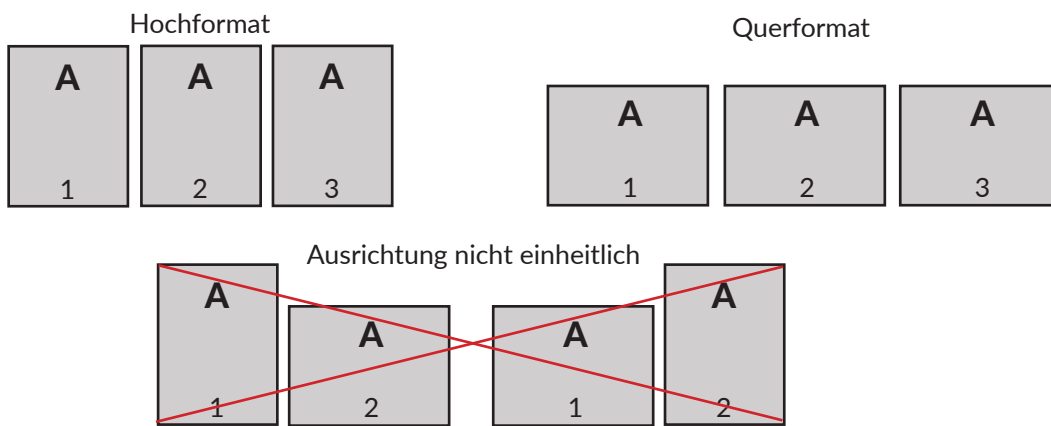 Hochformat
A A A
1 2 3
Querformat
A A A
1 2 3
Ausrichtung nicht einheitlich
A A A A
1 2 1 2